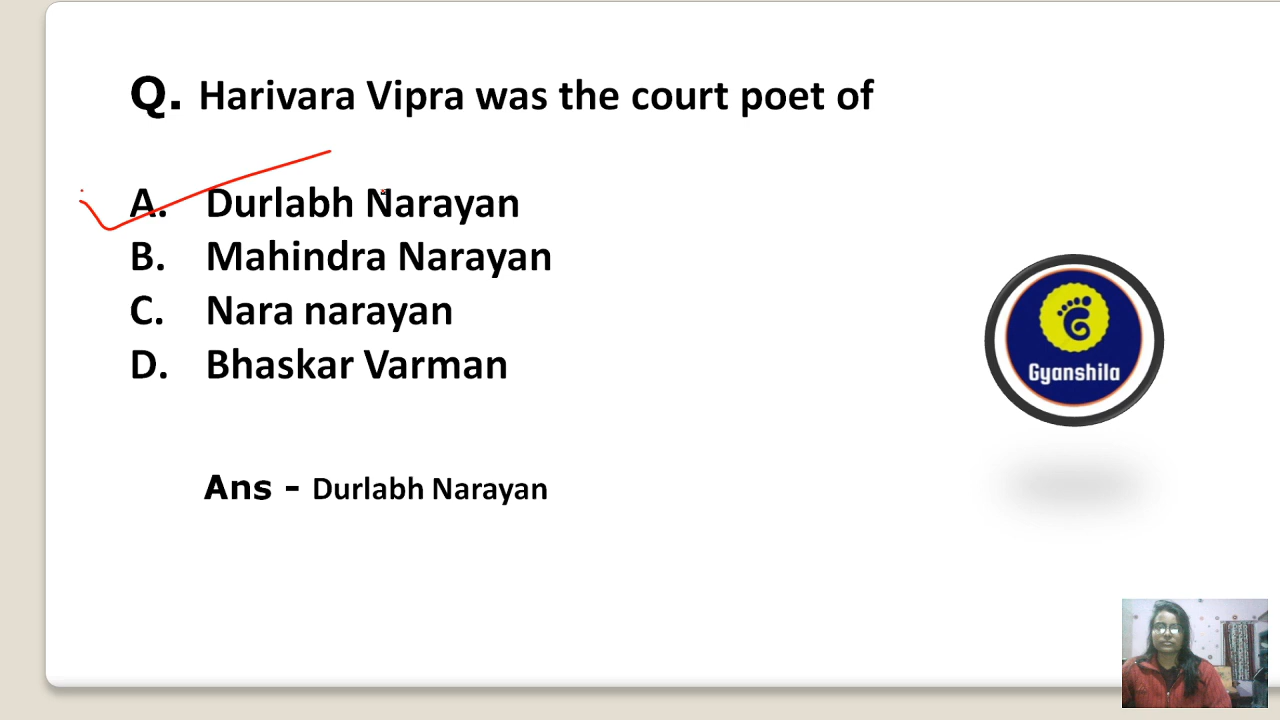 Q. Harivara Vipra was the court poet of
A. Durlabh Narayan
B. Mahindra Narayan
C. Nara narayan
D. Bhaskar Varman
Gyanshila
Ans - Durlabh Narayan